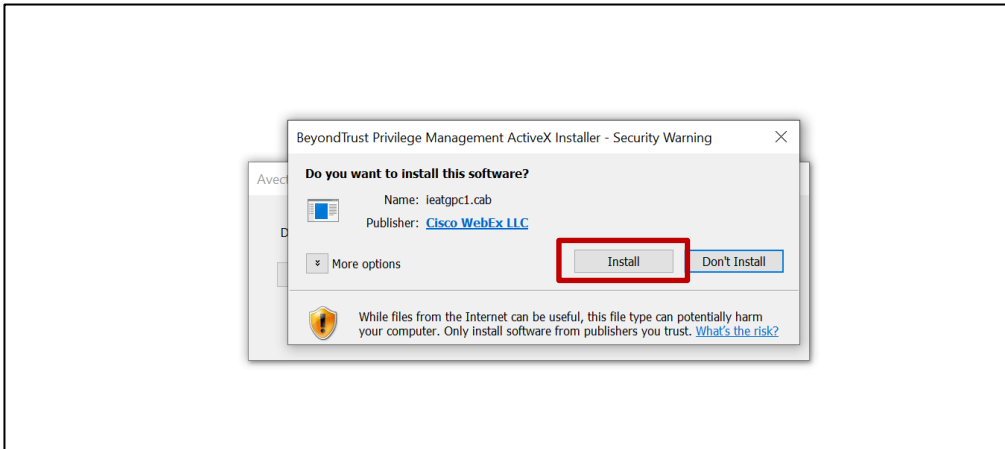 BeyondTrust Privilege Management ActiveX Installer - Security Warning
Avect
Do you want to install this software?
Name: ieatgpc1.cab
Publisher: Cisco WebEx LLC
D
More options
Install
Don't Install
While files from the Internet can be useful, this file type can potentially harm
your computer. Only install software from publishers you trust. What's the risk?